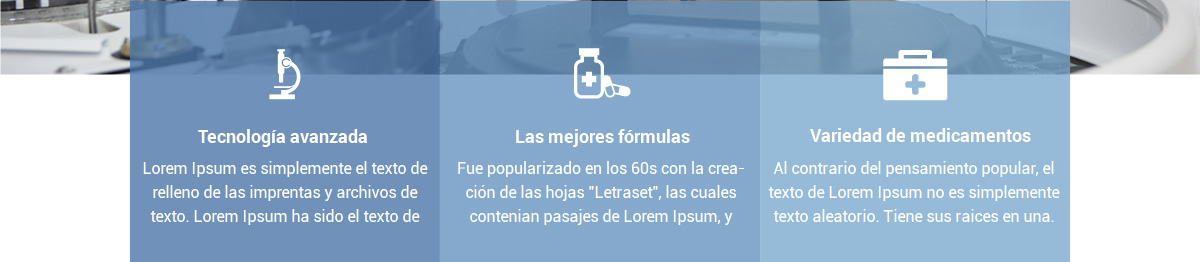 Tecnología avanzada
Lorem Ipsum es simplemente el texto de
relleno de las imprentas y archivos de
texto. Lorem Ipsum ha sido el texto de
Las mejores fórmulas
Fue popularizado en los 60s con la crea-
ción de las hojas "Letraset", las cuales
contenian pasajes de Lorem Ipsum, y
Variedad de medicamentos
Al contrario del pensamiento popular, el
texto de Lorem Ipsum no es simplemente
texto aleatorio. Tiene sus raices en una.